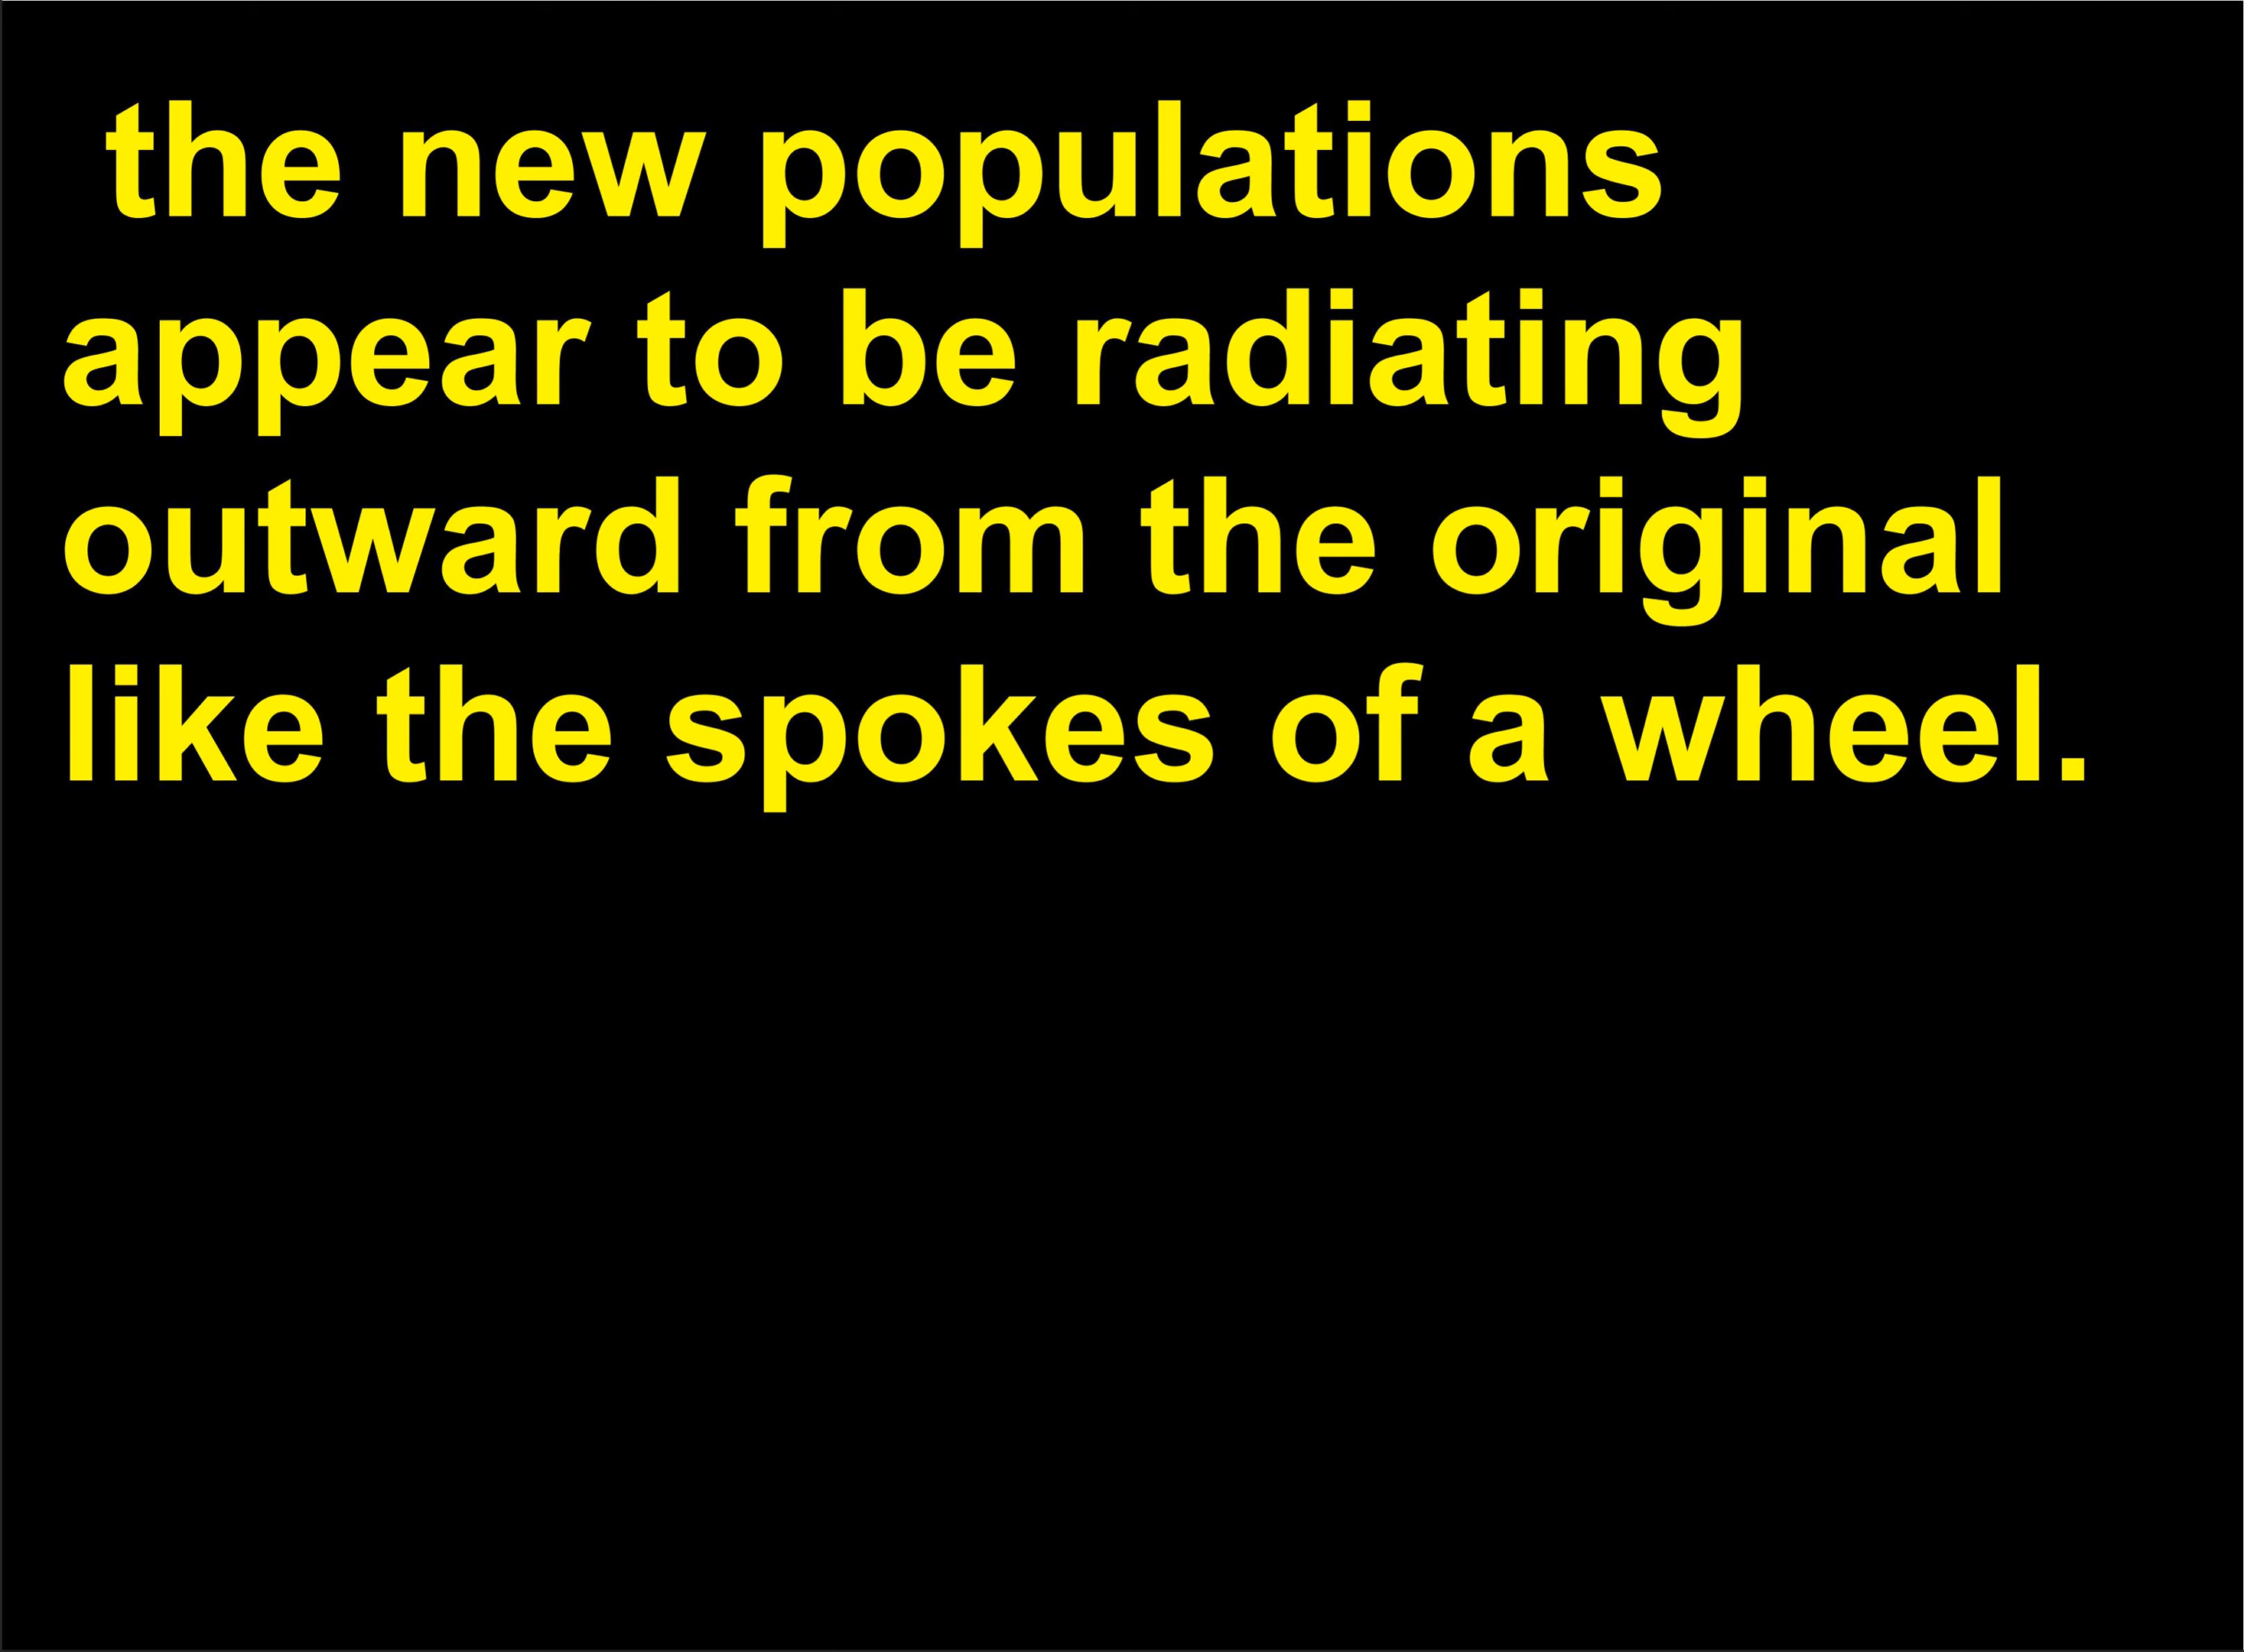 the new populations
appear to be radiating
outward from the original
like the spokes of a wheel.